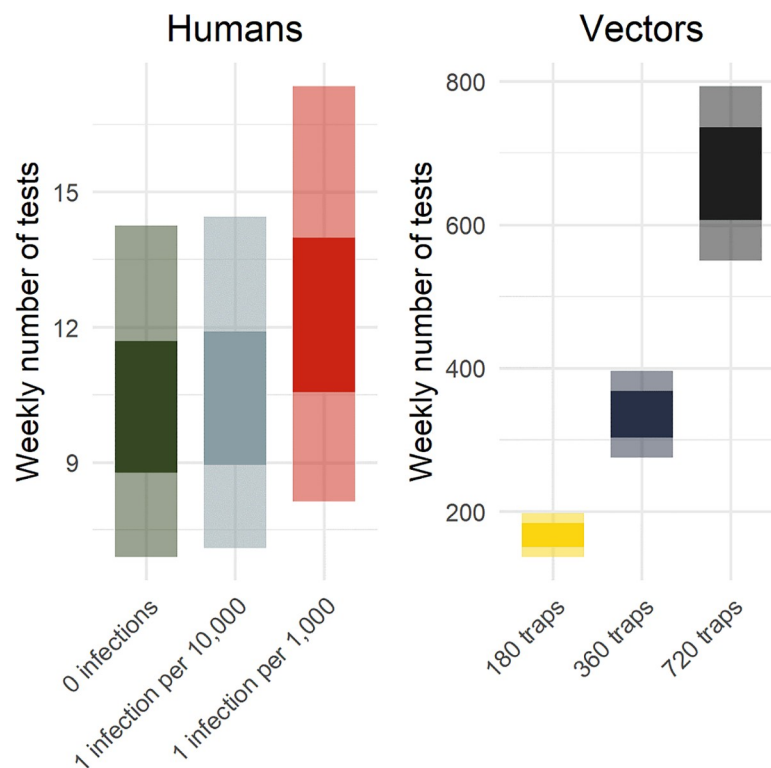 Humans
Weekly number of tests
15
12
9
0 infections
1 infection per 10,000
1 infection per 1,000
Vectors
Weekly number of tests
800
600
400
200
180 traps
360 traps
720 traps